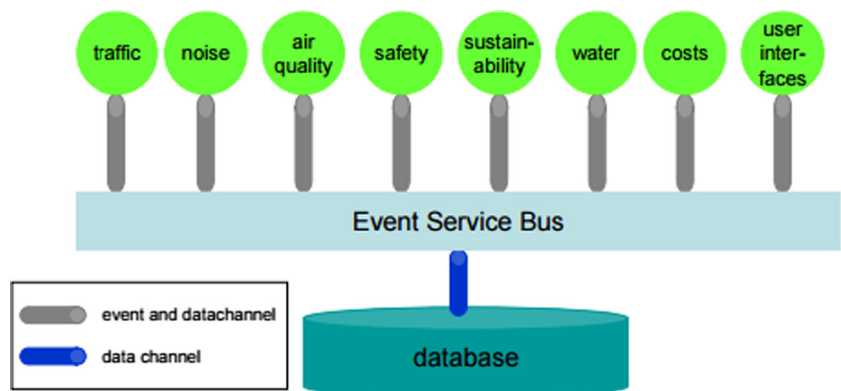 traffic
noise
air
quality
safety
sustain-
ability
water
costs
user
inter-
faces
Event Service Bus
event and datachannel
data channel
database